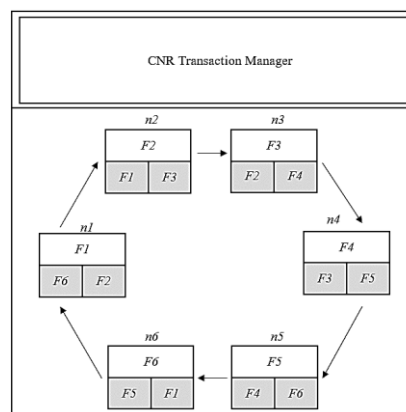 CNR Transaction Manager
n2
F2
F1 F3
n3
F3
F2 F4
n1
F1
F6 F2
n4
F4
F3 F5
n6
F6
F5 F1
n5
F5
F4 F6